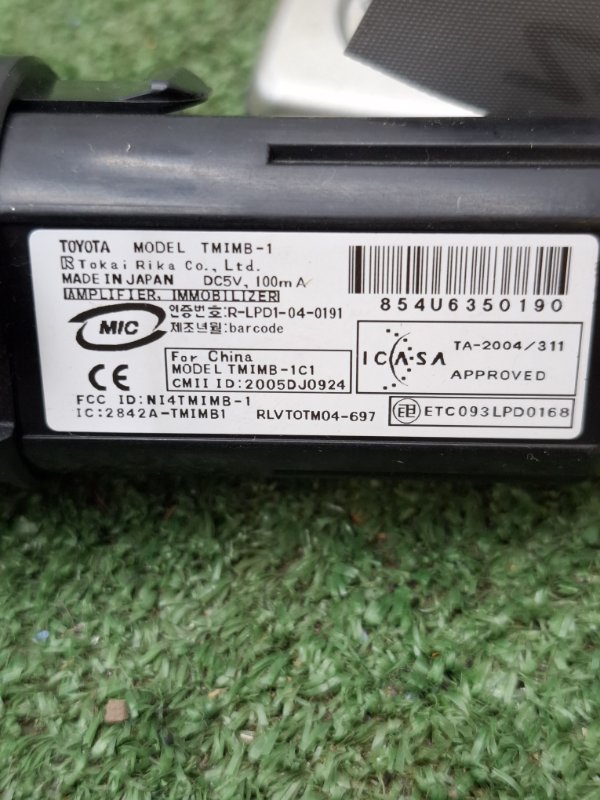 TOYOTA MODEL TMIMB-1
Tokai Rika Co., Ltd.
MADE IN JAPAN DC5V, 100mA
AMPLIFIER, IMMOBILIZER
854U6350190
MIC
인증번호:R-LPD1-04-0191
제조년월:barcode
CE
For China
MODEL TMIMB-1C1
CMII ID:2005DJ0924
ICASA
TA-2004/311
APPROVED
FCC ID:NI4TMIMB-1
IC:2842A-TMIMB1
RLVTOTM04-697
ETC093LPD0168